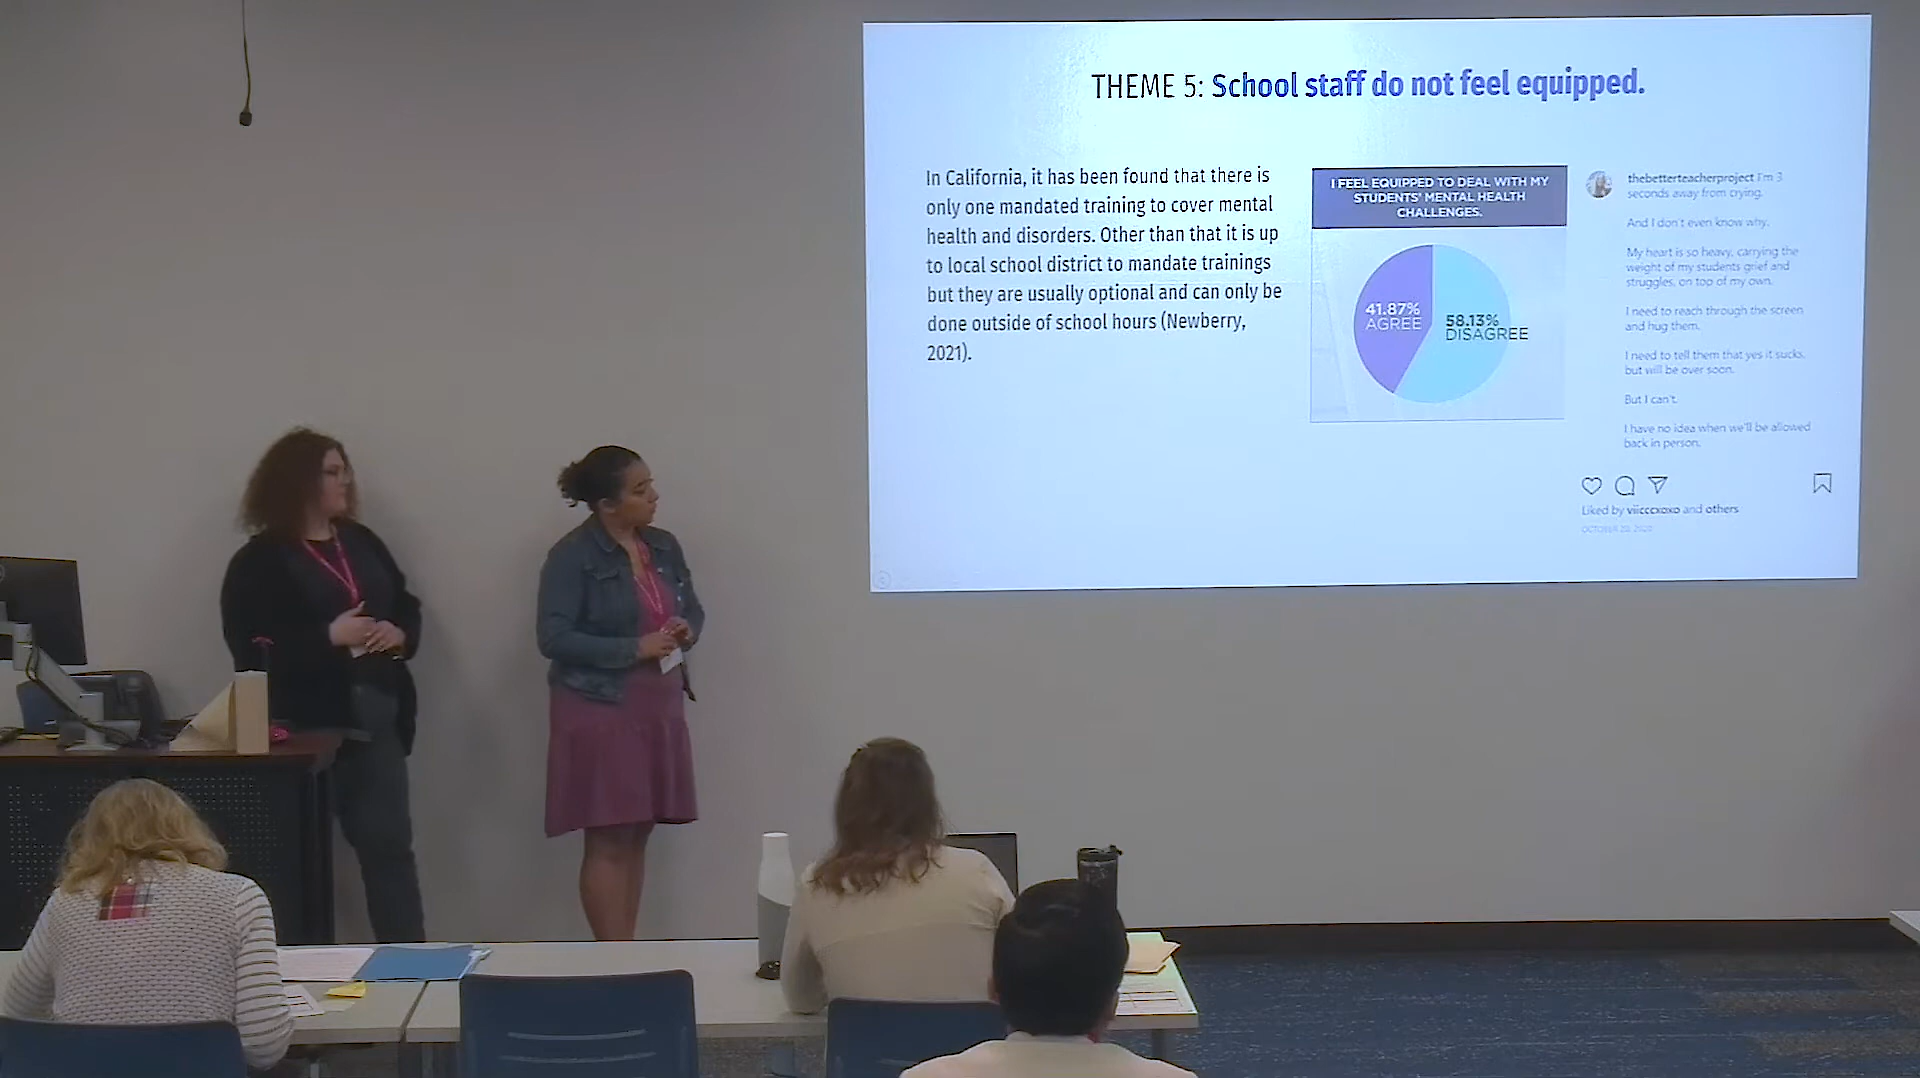 THEME 5: School staff do not feel equipped.
In California, it has been found that there is
only one mandated training to cover mental
health and disorders. Other than that it is up
to local school district to mandate trainings
but they are usually optional and can only be
done outside of school hours (Newberry,
2021).
I FEEL EQUIPPED TO DEAL WITH MY
STUDENTS' MENTAL HEALTH
CHALLENGES.
41.87%
AGREE
58.13%
DISAGREE
thebetterteacherproject I'm 3
seconds away from crying.
And I don't even know why.
My heart is so heavy, carrying the
weight of my students grief and
struggles, on top of my own.
I need to reach through the screen
and hug them.
I need to tell them that yes it sucks,
but will be over soon.
But I can't.
I have no idea when we'll be allowed
back in person.
Liked by viicccxoxo and others
OCTOBER 20, 2020